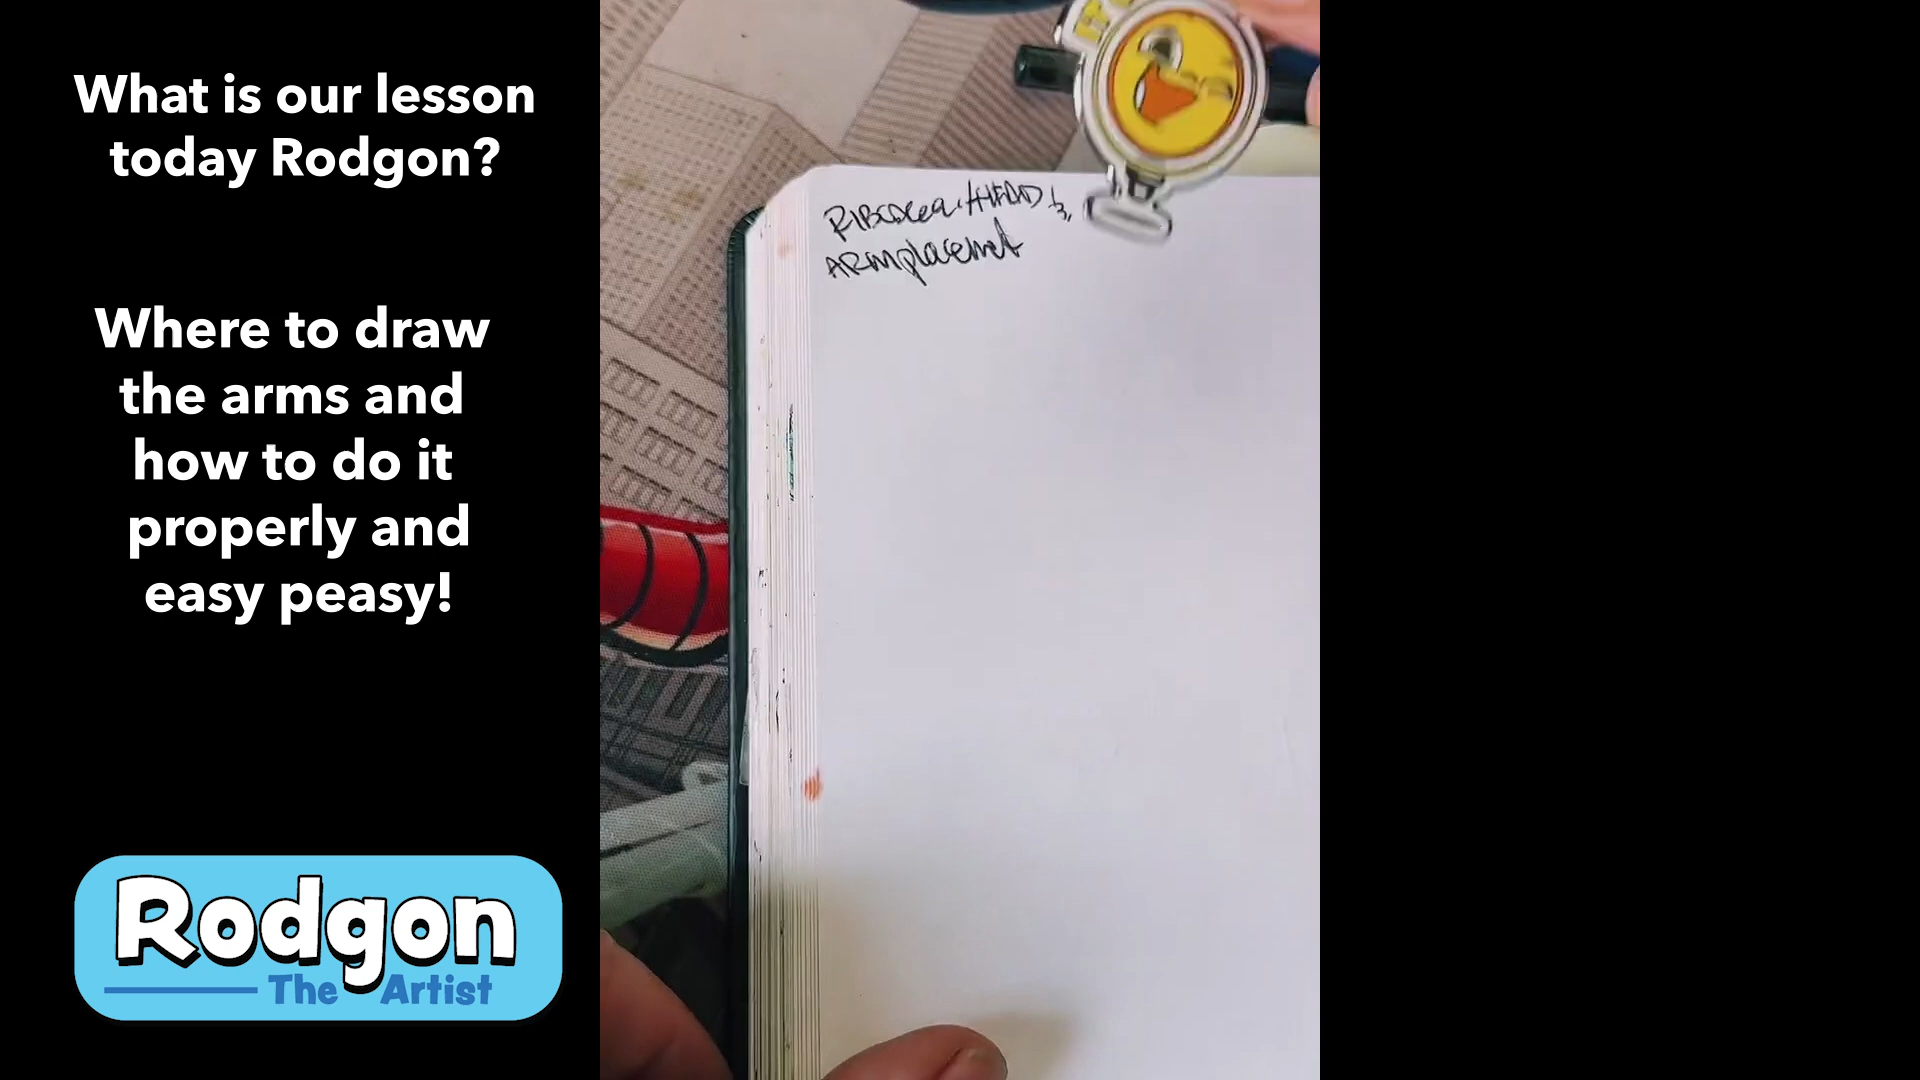 What is our lesson
today Rodgon?
Where to draw
the arms and
how to do it
properly and
easy peasy!
Rodgon
The Artist
ARMplacemet